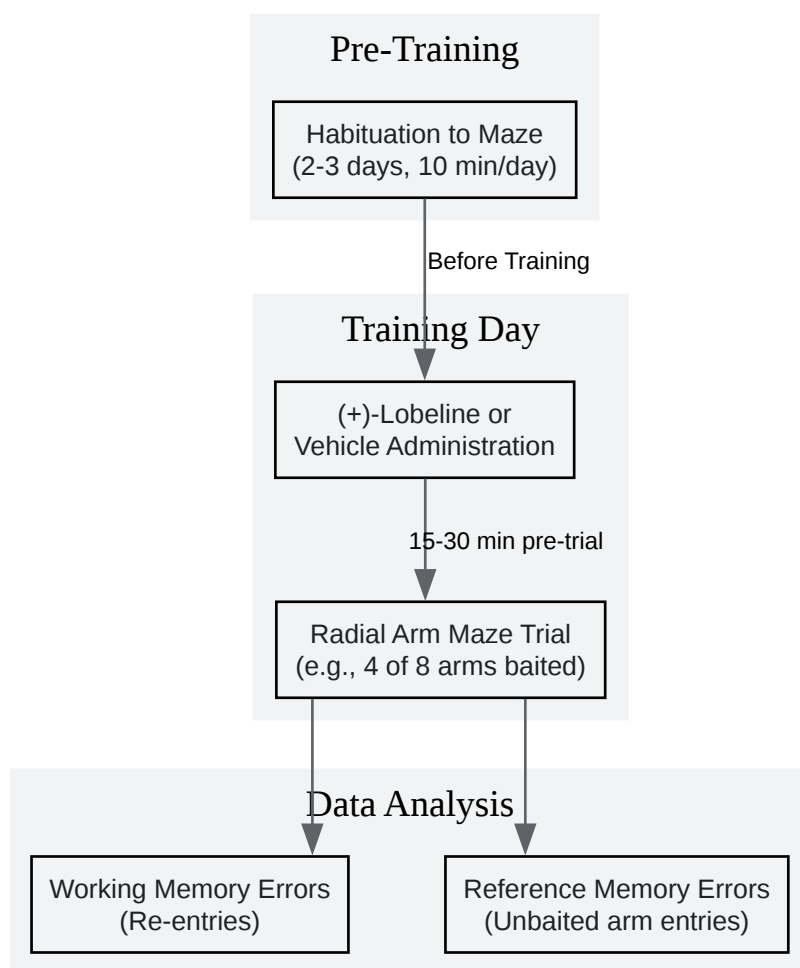 Pre-Training
Habituation to Maze
(2-3 days, 10 min/day)
Before Training
Training Day
(+)-Lobeline or
Vehicle Administration
15-30 min pre-trial
Radial Arm Maze Trial
(e.g., 4 of 8 arms baited)
Data Analysis
Working Memory Errors
(Re-entries)
Reference Memory Errors
(Unbaited arm entries)